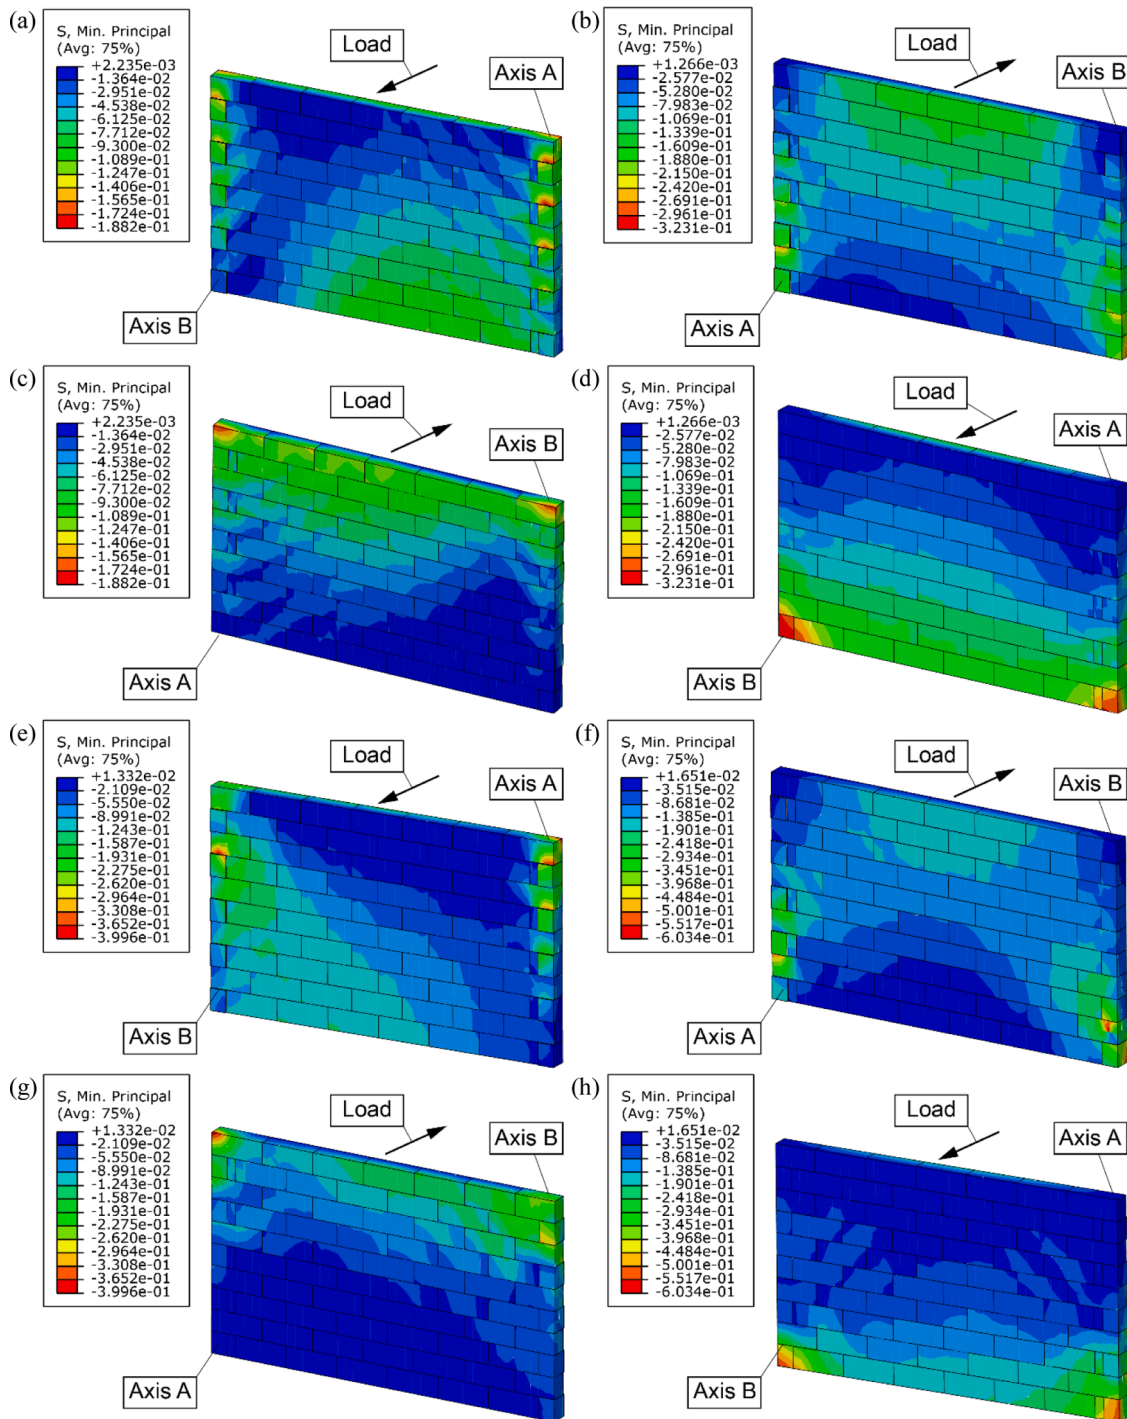 (a)
S, Min. Principal
(Avg: 75%)
+2.235e-03
-1.364e-02
-2.951e-02
-4.538e-02
-6.125e-02
-7.712e-02
-9.300e-02
-1.089e-01
-1.247e-01
-1.406e-01
-1.565e-01
-1.724e-01
-1.882e-01
Load
Axis A
Axis B
(b)
S, Min. Principal
(Avg: 75%)
+1.266e-03
-2.577e-02
-5.280e-02
-7.983e-02
-1.069e-01
-1.339e-01
-1.609e-01
-1.880e-01
-2.150e-01
-2.420e-01
-2.691e-01
-2.961e-01
-3.231e-01
Load
Axis B
Axis A
(c)
S, Min. Principal
(Avg: 75%)
+2.235e-03
-1.364e-02
-2.951e-02
-4.538e-02
-6.125e-02
-7.712e-02
-9.300e-02
-1.089e-01
-1.247e-01
-1.406e-01
-1.565e-01
-1.724e-01
-1.882e-01
Load
Axis B
Axis A
(d)
S, Min. Principal
(Avg: 75%)
+1.266e-03
-2.577e-02
-5.280e-02
-7.983e-02
-1.069e-01
-1.339e-01
-1.609e-01
-1.880e-01
-2.150e-01
-2.420e-01
-2.691e-01
-2.961e-01
-3.231e-01
Load
Axis A
Axis B
(e)
S, Min. Principal
(Avg: 75%)
+1.332e-02
-2.109e-02
-5.550e-02
-8.991e-02
-1.243e-01
-1.587e-01
-1.931e-01
-2.275e-01
-2.620e-01
-2.964e-01
-3.308e-01
-3.652e-01
-3.996e-01
Load
Axis A
Axis B
(f)
S, Min. Principal
(Avg: 75%)
+1.651e-02
-3.515e-02
-8.681e-02
-1.385e-01
-1.901e-01
-2.418e-01
-2.934e-01
-3.451e-01
-3.968e-01
-4.484e-01
-5.001e-01
-5.517e-01
-6.034e-01
Load
Axis B
Axis A
(g)
S, Min. Principal
(Avg: 75%)
+1.332e-02
-2.109e-02
-5.550e-02
-8.991e-02
-1.243e-01
-1.587e-01
-1.931e-01
-2.275e-01
-2.620e-01
-2.964e-01
-3.308e-01
-3.652e-01
-3.996e-01
Load
Axis B
Axis A
(h)
S, Min. Principal
(Avg: 75%)
+1.651e-02
-3.515e-02
-8.681e-02
-1.385e-01
-1.901e-01
-2.418e-01
-2.934e-01
-3.451e-01
-3.968e-01
-4.484e-01
-5.001e-01
-5.517e-01
-6.034e-01
Load
Axis A
Axis B